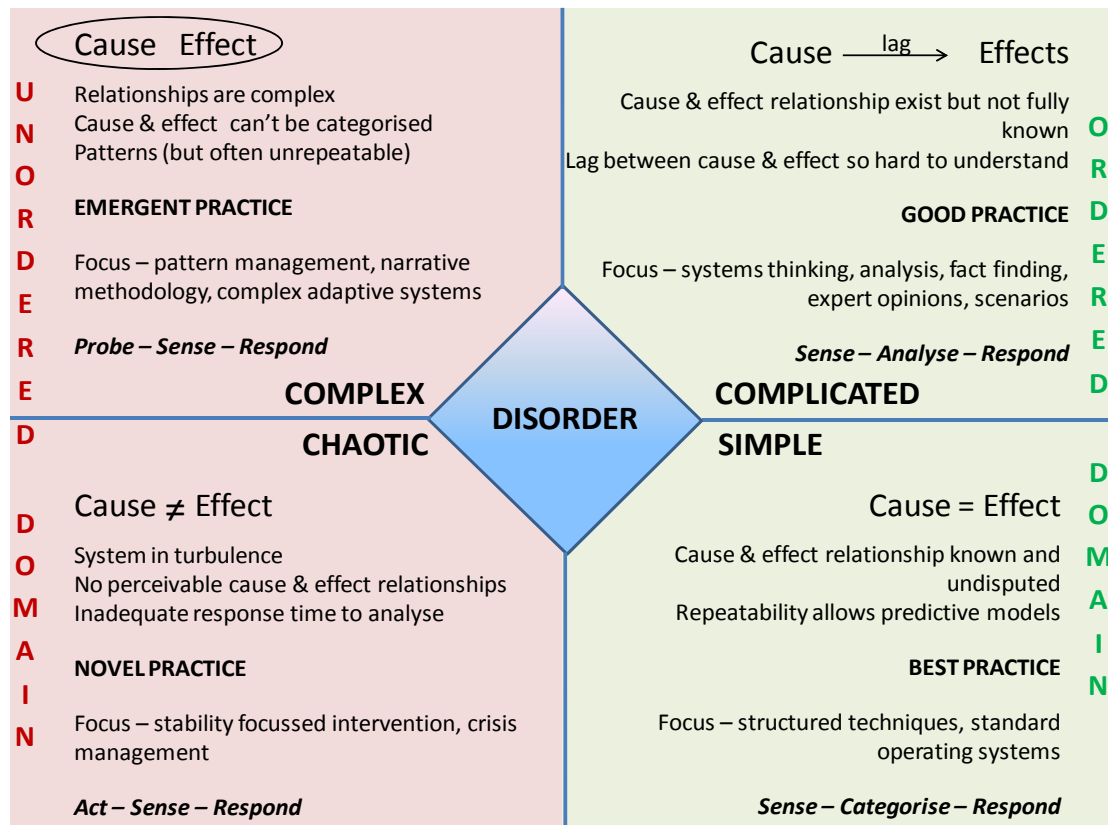 Cause Effect
Relationships are complex
Cause & effect can't be categorised
Patterns (but often unrepeatable)
EMERGENT PRACTICE
Focus – pattern management, narrative
methodology, complex adaptive systems
Probe – Sense – Respond
COMPLEX
Cause lag Effects
Cause & effect relationship exist but not fully
known
Lag between cause & effect so hard to understand
GOOD PRACTICE
Focus – systems thinking, analysis, fact finding,
expert opinions, scenarios
Sense – Analyse – Respond
COMPLICATED
DISORDER
CHAOTIC
Cause ≠ Effect
System in turbulence
No perceivable cause & effect relationships
Inadequate response time to analyse
NOVEL PRACTICE
Focus – stability focussed intervention, crisis
management
Act – Sense – Respond
SIMPLE
Cause = Effect
Cause & effect relationship known and
undisputed
Repeatability allows predictive models
BEST PRACTICE
Focus – structured techniques, standard
operating systems
Sense – Categorise – Respond
UNORDERED DOMAIN
ORDERED DOMAIN